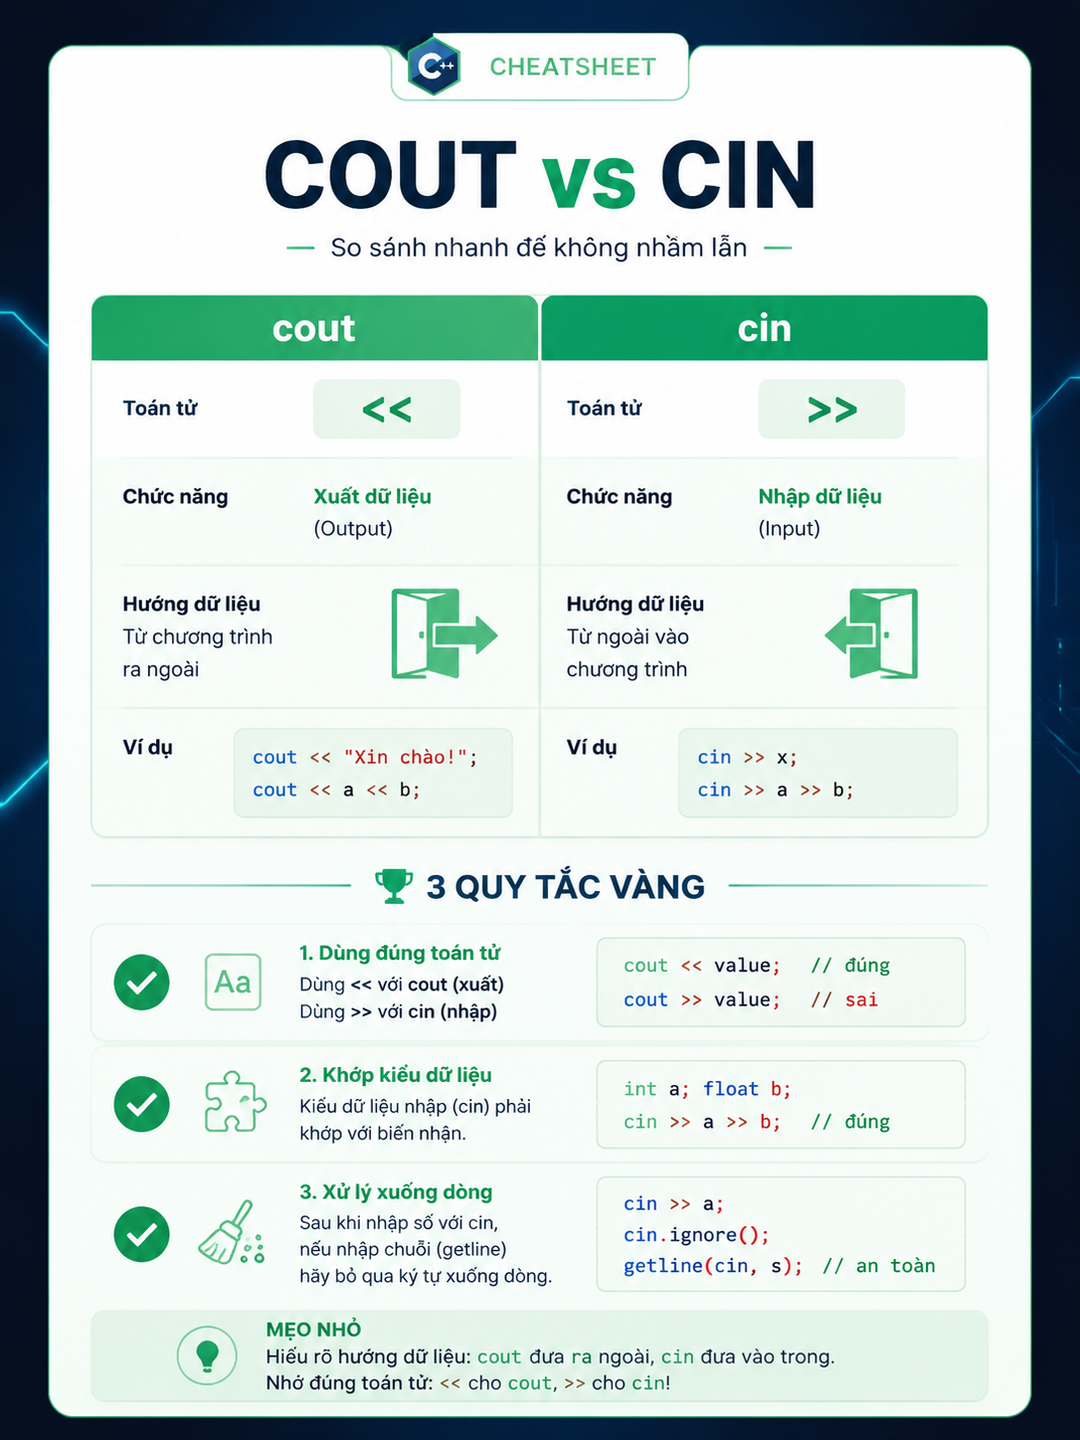 C++ CHEATSHEET
COUT vs CIN
So sánh nhanh để không nhầm lẫn
cout
cin
Toán tử <<
Toán tử >>
Chức năng Xuất dữ liệu
(Output)
Chức năng Nhập dữ liệu
(Input)
Hướng dữ liệu
Từ chương trình
ra ngoài
Hướng dữ liệu
Từ ngoài vào
chương trình
Ví dụ
cout << "Xin chào!";
cout << a << b;
Ví dụ
cin >> x;
cin >> a >> b;
3 QUY TẮC VÀNG
Aa
1. Dùng đúng toán tử
Dùng << với cout (xuất)
Dùng >> với cin (nhập)
cout << value; // đúng
cout >> value; // sai
2. Khớp kiểu dữ liệu
Kiểu dữ liệu nhập (cin) phải
khớp với biến nhận.
int a; float b;
cin >> a >> b; // đúng
3. Xử lý xuống dòng
Sau khi nhập số với cin,
nếu nhập chuỗi (getline)
hãy bỏ qua ký tự xuống dòng.
cin >> a;
cin.ignore();
getline(cin, s); // an toàn
MẸO NHỎ
Hiểu rõ hướng dữ liệu: cout đưa ra ngoài, cin đưa vào trong.
Nhớ đúng toán tử: << cho cout, >> cho cin!